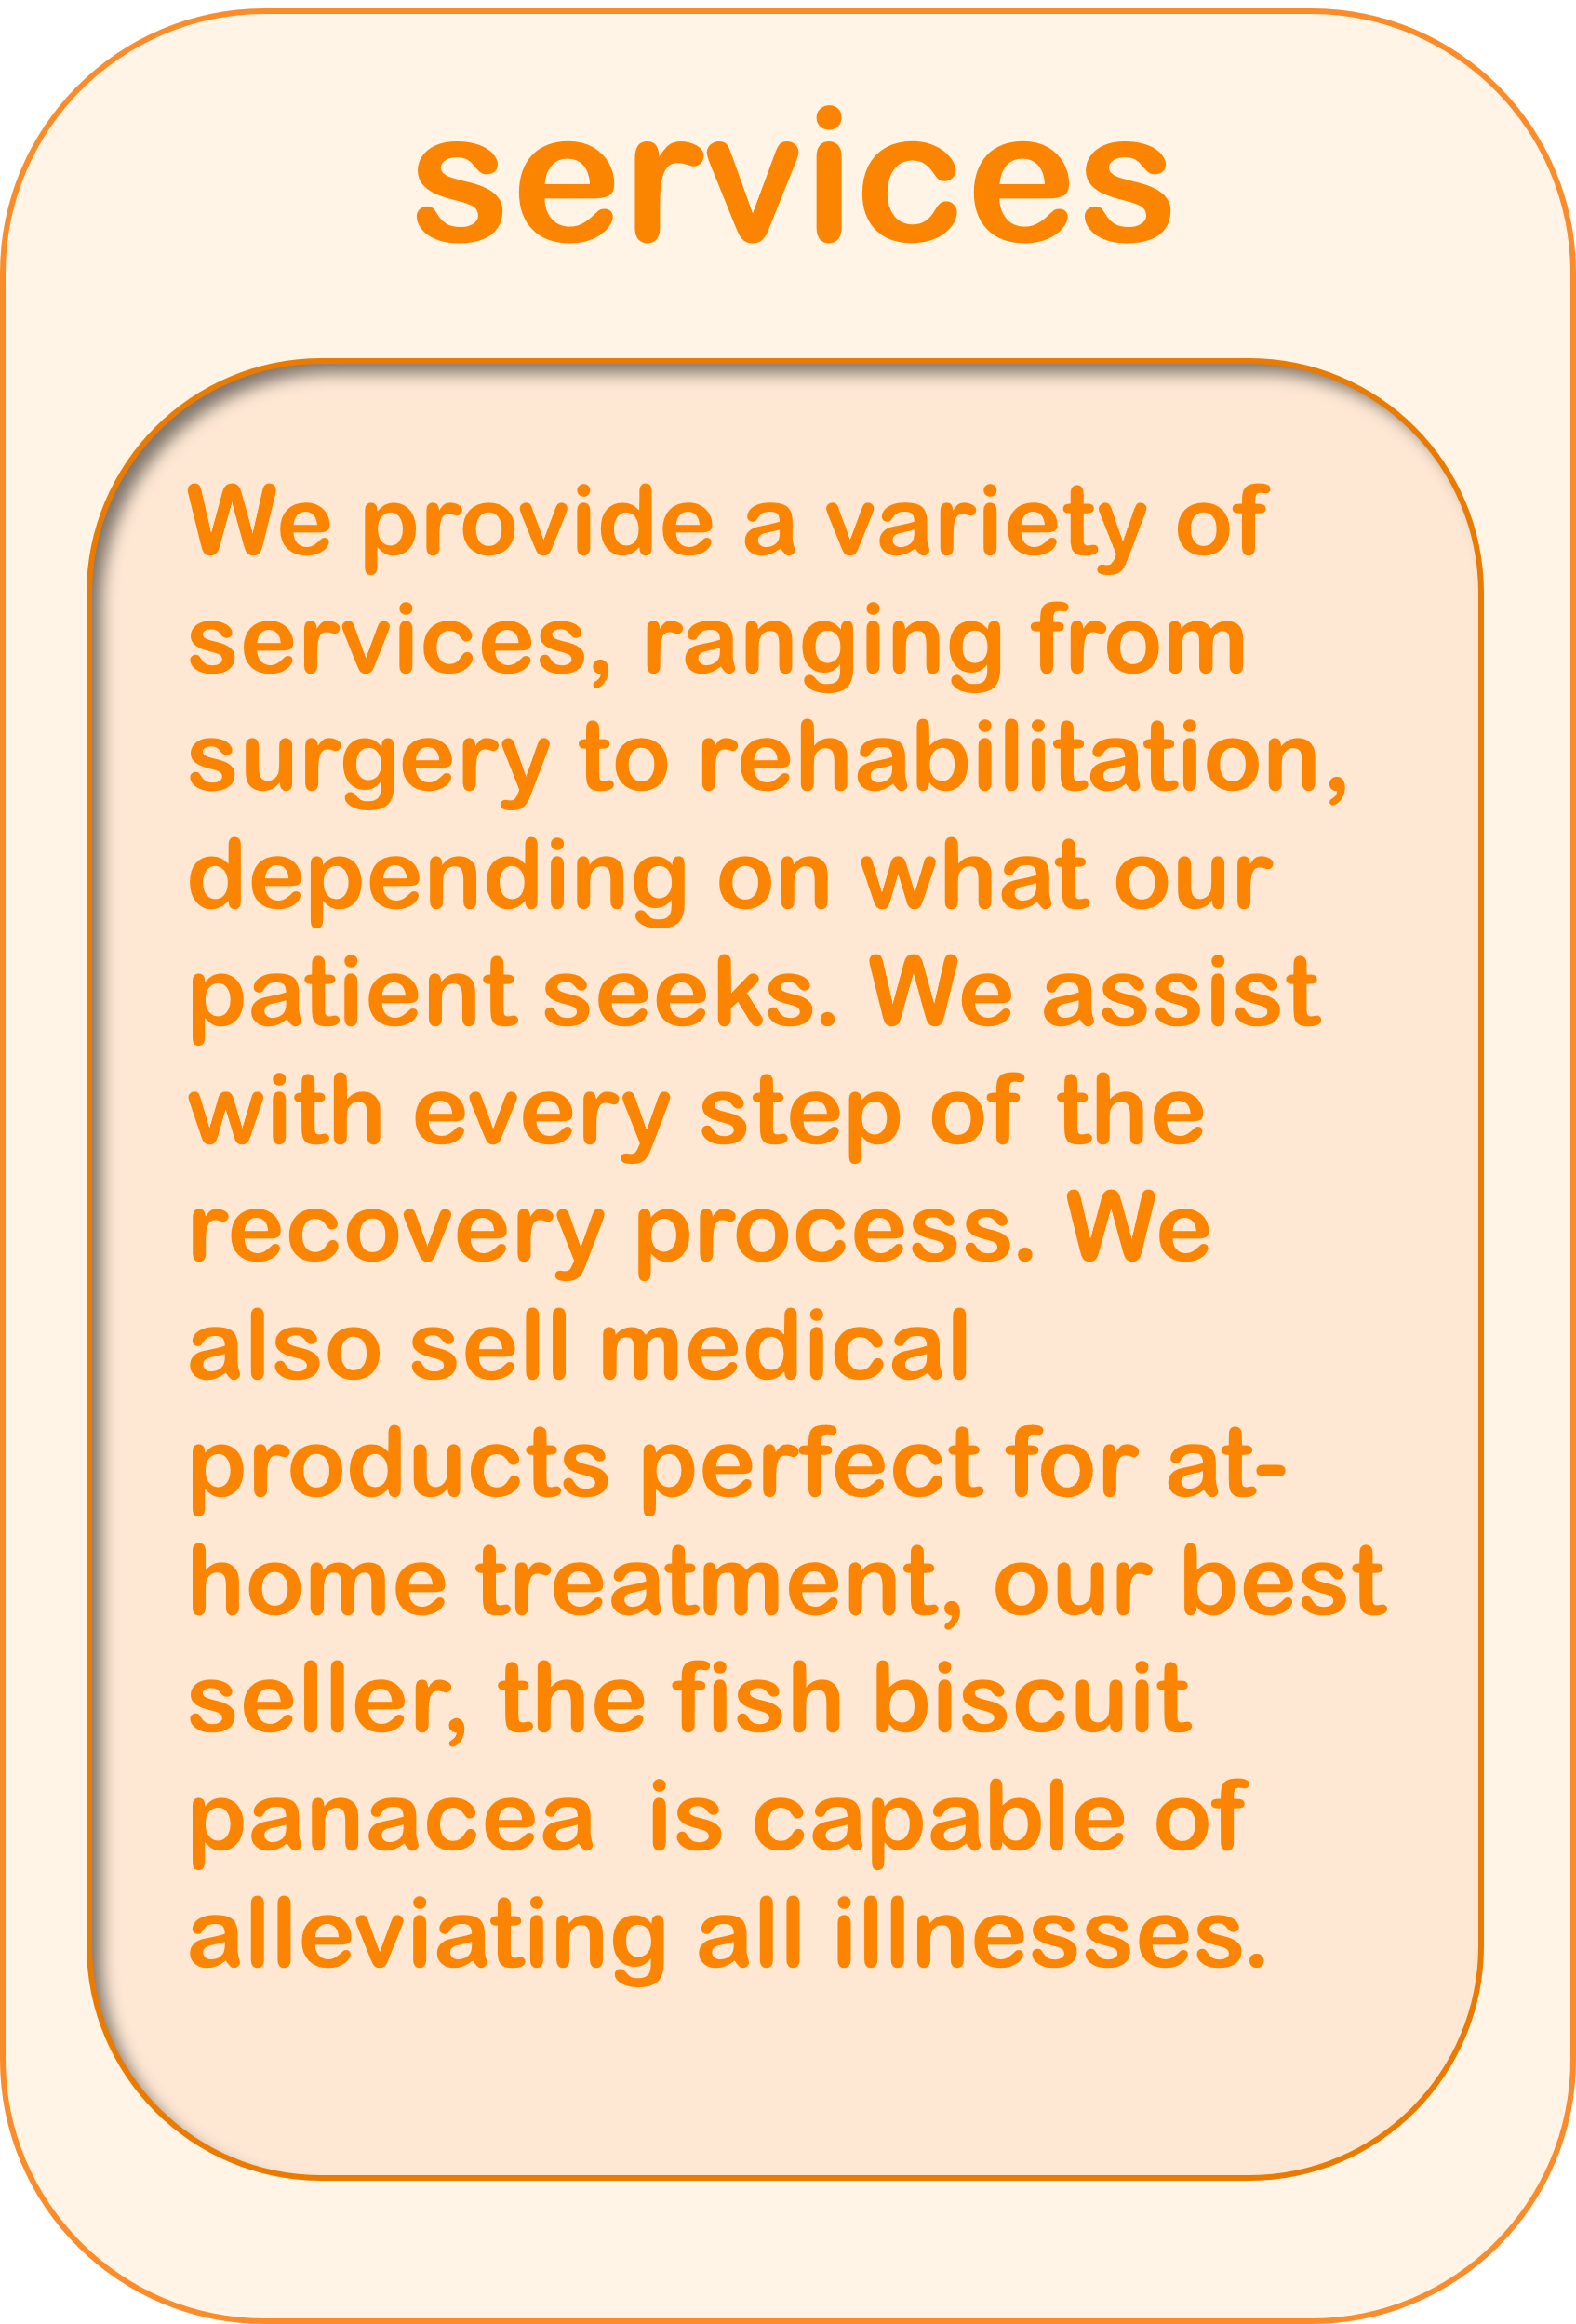 services
We provide a variety of
services, ranging from
surgery to rehabilitation,
depending on what our
patient seeks. We assist
with every step of the
recovery process. We
also sell medical
products perfect for at-
home treatment, our best
seller, the fish biscuit
panacea  is capable of
alleviating all illnesses.